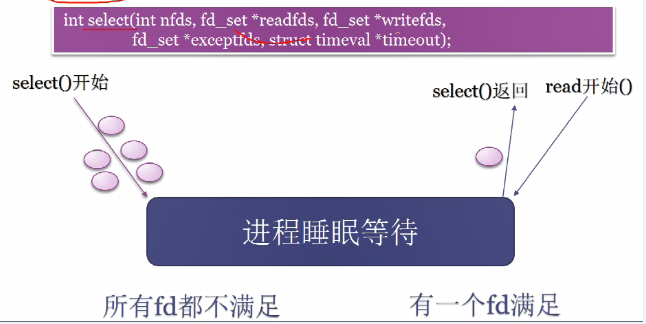 int select(int nfds, fd_set *readfds, fd_set *writefds,
fd_set *exceptfds, struct timeval *timeout);
select()开始
select()返回
read开始()
进程睡眠等待
所有fd都不满足
有一个fd满足